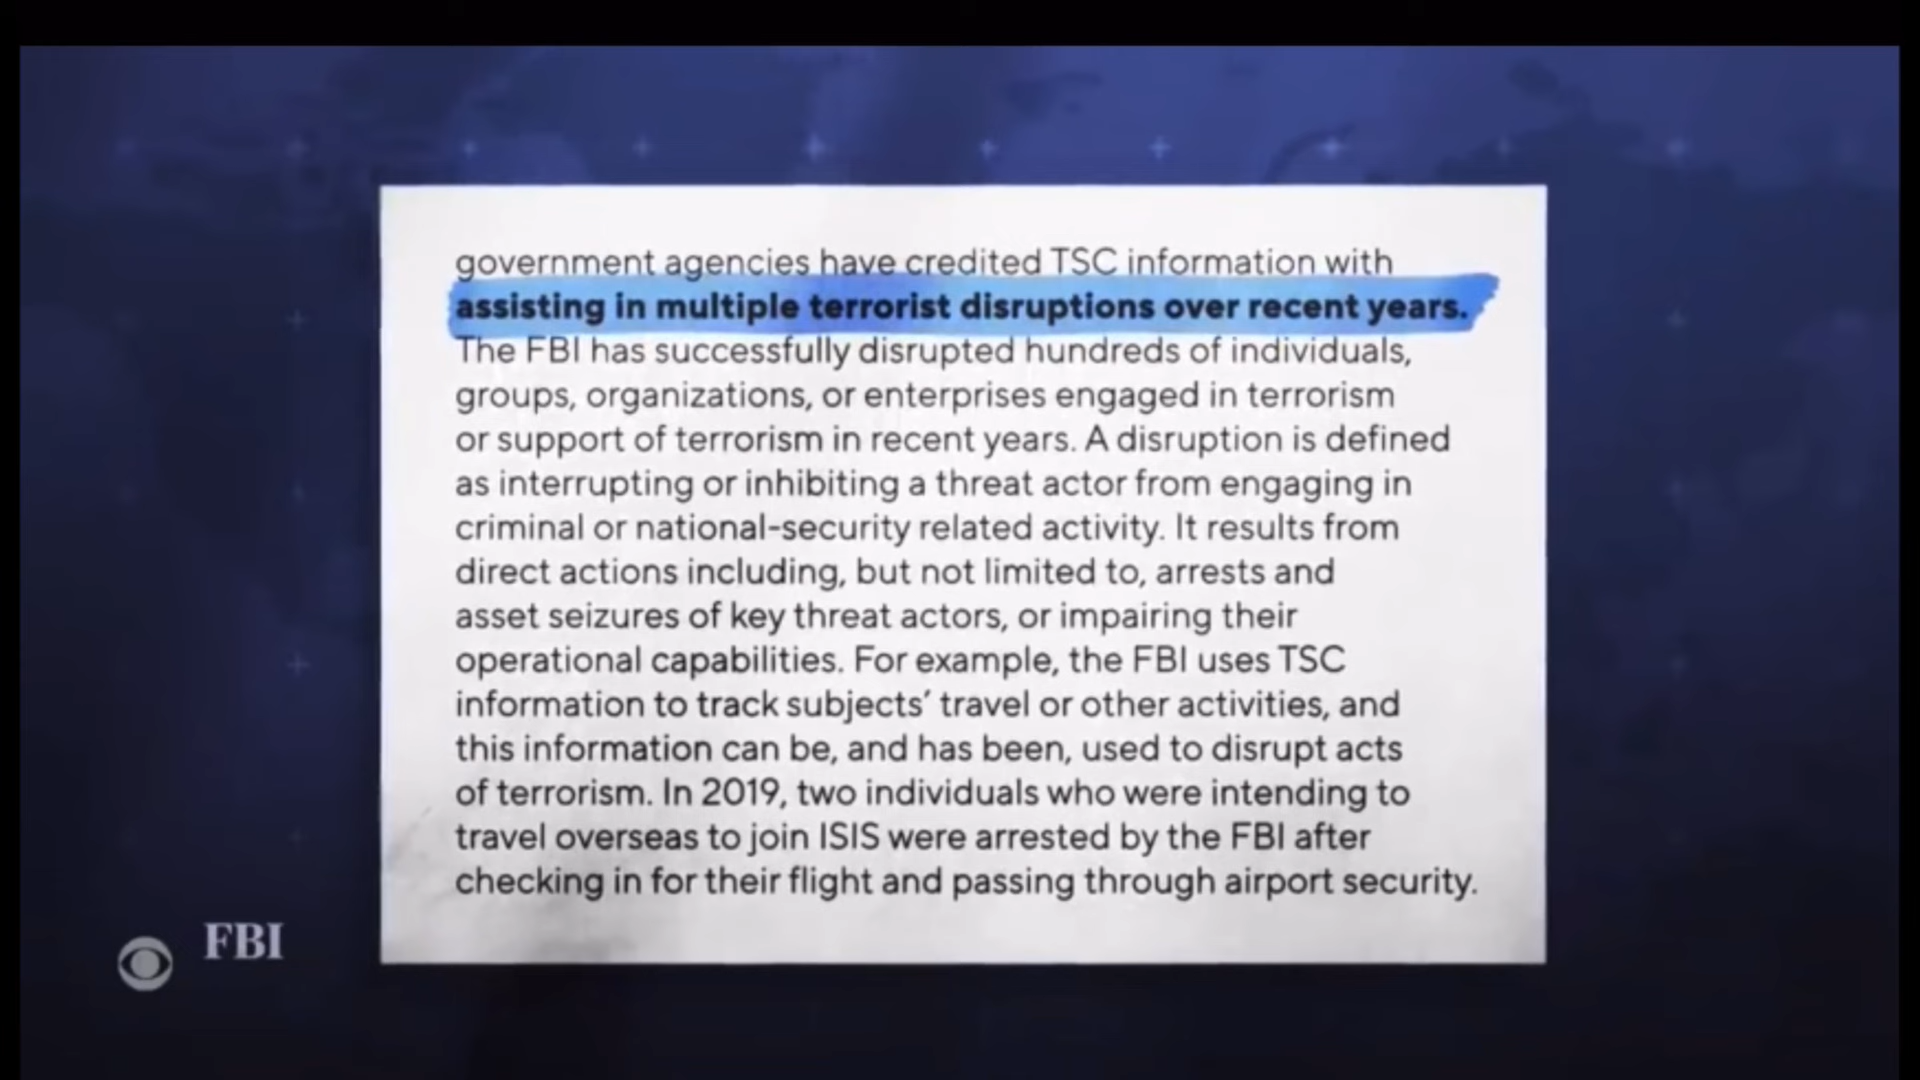 government agencies have credited TSC information with
assisting in multiple terrorist disruptions over recent years.
The FBI has successfully disrupted hundreds of individuals,
groups, organizations, or enterprises engaged in terrorism
or support of terrorism in recent years. A disruption is defined
as interrupting or inhibiting a threat actor from engaging in
criminal or national-security related activity. It results from
direct actions including, but not limited to, arrests and
asset seizures of key threat actors, or impairing their
operational capabilities. For example, the FBI uses TSC
information to track subjects’ travel or other activities, and
this information can be, and has been, used to disrupt acts
of terrorism. In 2019, two individuals who were intending to
travel overseas to join ISIS were arrested by the FBI after
checking in for their flight and passing through airport security.
FBI